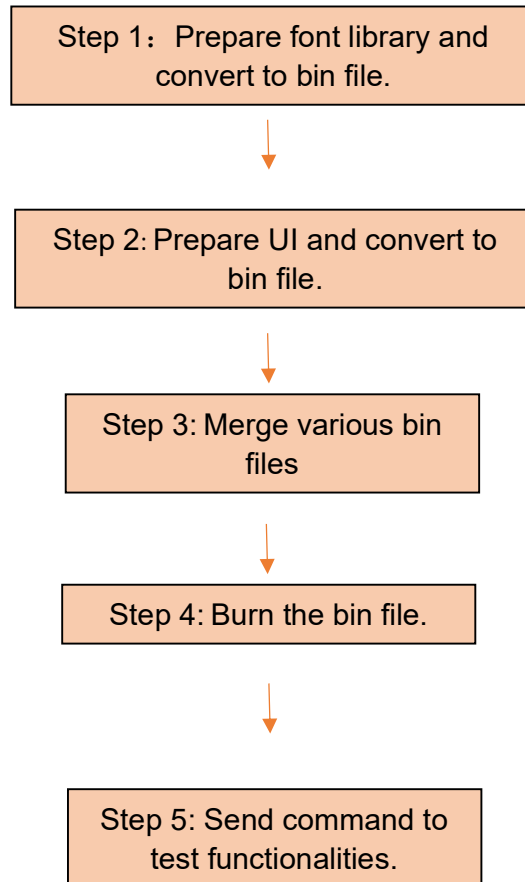 Step 1：Prepare font library and
convert to bin file.
Step 2: Prepare UI and convert to
bin file.
Step 3: Merge various bin
files
Step 4: Burn the bin file.
Step 5: Send command to
test functionalities.